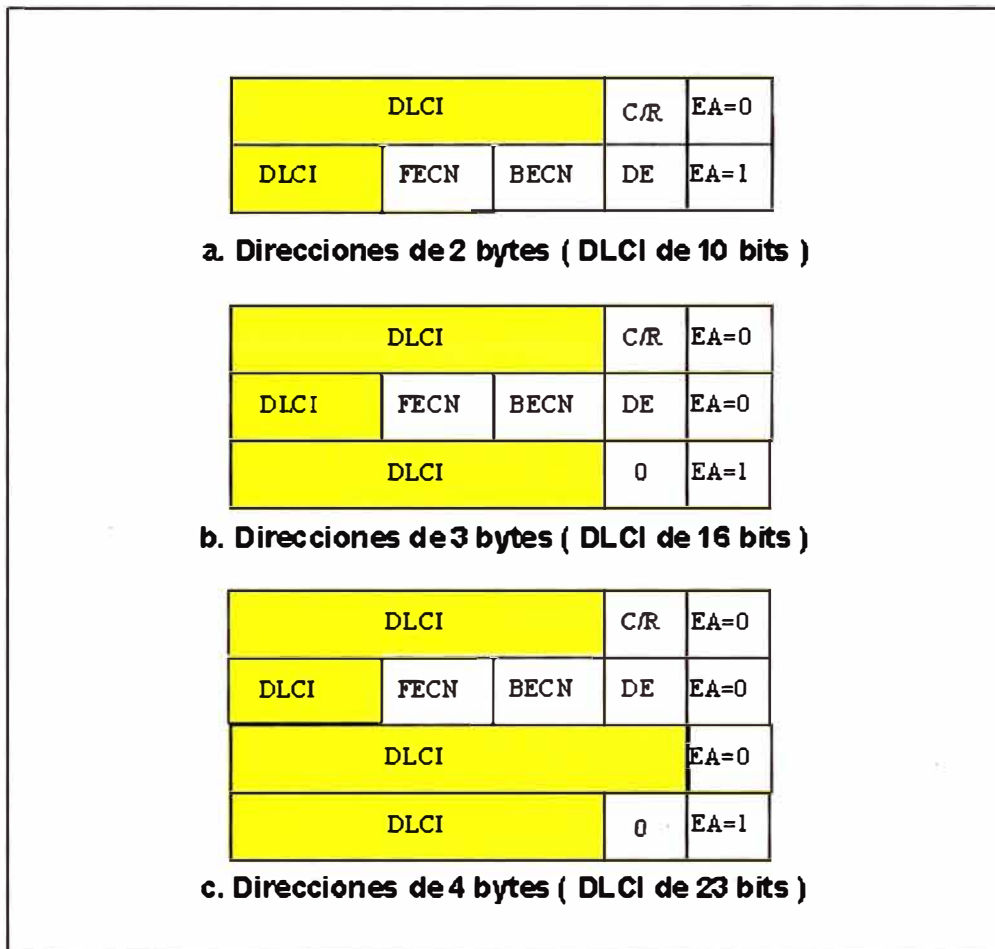 DLCI C/R EA=0
DLCI FECN BECN DE EA=1
a. Direcciones de 2 bytes ( DLCI de 10 bits )
DLCI C/R EA=0
DLCI FECN BECN DE EA=0
DLCI 0 EA=1
b. Direcciones de 3 bytes ( DLCI de 16 bits )
DLCI C/R EA=0
DLCI FECN BECN DE EA=0
DLCI EA=0
DLCI 0 EA=1
c. Direcciones de 4 bytes ( DLCI de 23 bits )